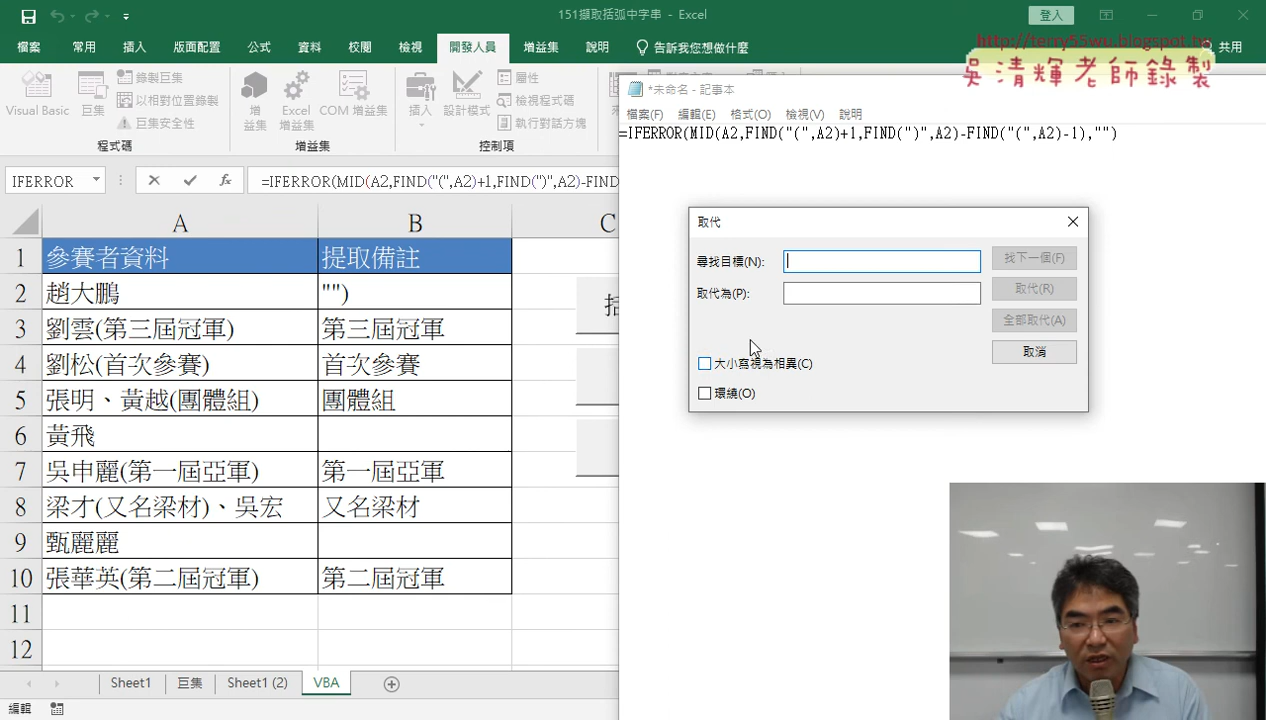 151擷取括弧中字串 - Excel
登入
檔案 常用 插入 版面配置 公式 資料 校閱 檢視 開發人員 增益集 說明 告訴我您想做什麼 共用
http://terry55wu.blogspot.tw
吳清輝老師錄製
Visual Basic 巨集 錄製巨集 以相對位置錄製 巨集安全性 程式碼
增益集 Excel 增益集 COM 增益集 增益集
插入 設計模式 屬性 檢視程式碼 執行對話方塊 控制項
*未命名 - 記事本
檔案(F) 編輯(E) 格式(O) 檢視(V) 說明
=IFERROR(MID(A2,FIND("(",A2)+1,FIND(")",A2)-FIND("(",A2)-1),"")
IFERROR =IFERROR(MID(A2,FIND("(",A2)+1,FIND(")",A2)-FIND
A B C
1 參賽者資料 提取備註
2 趙大鵬 "")
3 劉雲(第三屆冠軍) 第三屆冠軍
4 劉松(首次參賽) 首次參賽
5 張明、黃越(團體組) 團體組
6 黃飛
7 吳申麗(第一屆亞軍) 第一屆亞軍
8 梁才(又名梁材)、吳宏 又名梁材
9 甄麗麗
10 張華英(第二屆冠軍) 第二屆冠軍
11
12
取代
尋找目標(N): 找下一個(F)
取代為(P): 取代(R)
全部取代(A)
取消
大小寫視為相異(C)
環繞(O)
Sheet1 巨集 Sheet1 (2) VBA
編輯